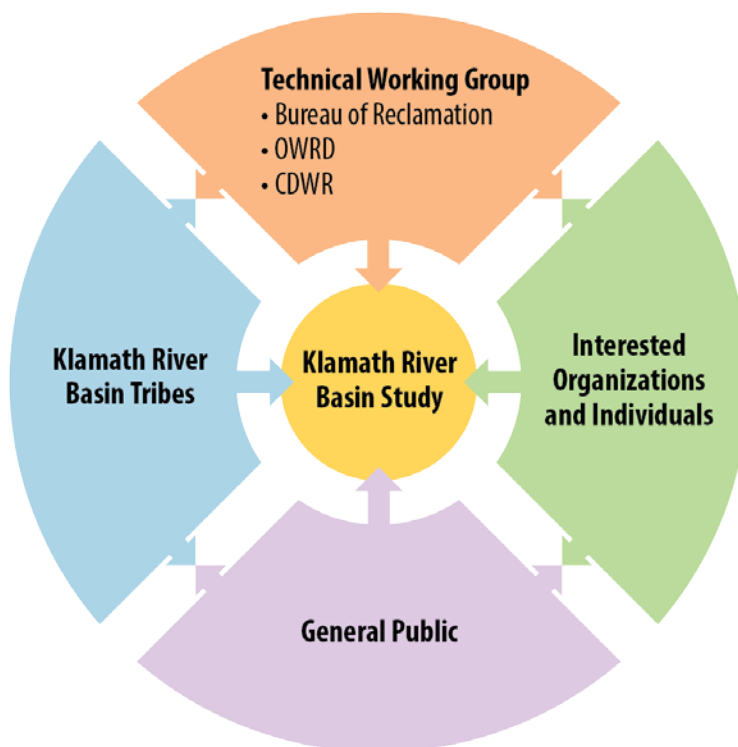 Technical Working Group
• Bureau of Reclamation
• OWRD
• CDWR
Klamath River
Basin Tribes
Klamath River
Basin Study
Interested
Organizations
and Individuals
General Public